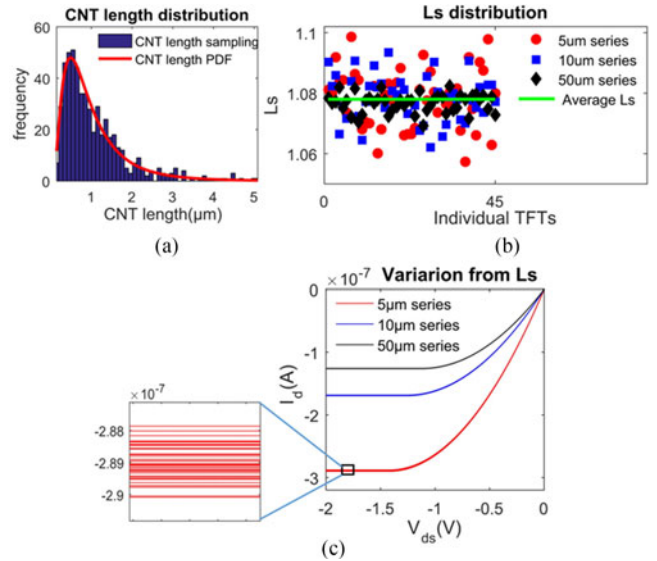 CNT length distribution
60
40
20
0
frequency
CNT length sampling
CNT length PDF
1
2
3
4
5
CNT length(μm)
(a)
Ls distribution
1.1
1.08
1.06
Ls
5um series
10um series
50um series
Average Ls
0
45
Individual TFTs
(b)
Variarion from Ls
×10⁻⁷
0
-1
-2
-3
I_d(A)
5μm series
10μm series
50μm series
-2
-1.5
-1
-0.5
0
V_ds(V)
×10⁻⁷
-2.88
-2.89
-2.9
(c)